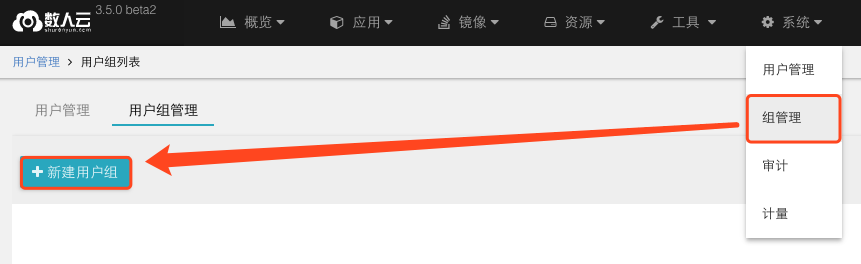 数人云 3.5.0 beta2
shurenyun.com
概览 应用 镜像 资源 工具 系统
用户管理 > 用户组列表
用户管理 用户组管理
+ 新建用户组
用户管理
组管理
审计
计量